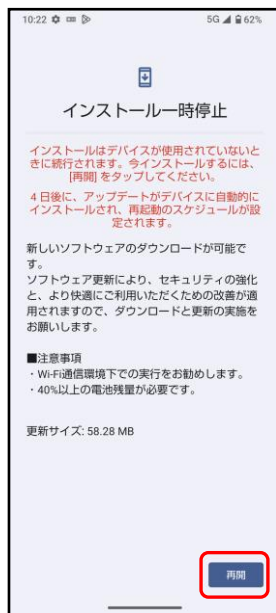 10:22 5G 62%
インストール一時停止
インストールはデバイスが使用されていないと
きに続行されます。今インストールするには、
[再開] をタップしてください。
4 日後に、アップデートがデバイスに自動的に
インストールされ、再起動のスケジュールが設
定されます。
新しいソフトウェアのダウンロードが可能で
す。
ソフトウェア更新により、セキュリティの強化
と、より快適にご利用いただくための改善が適
用されますので、ダウンロードと更新の実施を
お願いします。
■注意事項
・Wi-Fi通信環境下での実行をお勧めします。
・40%以上の電池残量が必要です。
更新サイズ: 58.28 MB
再開